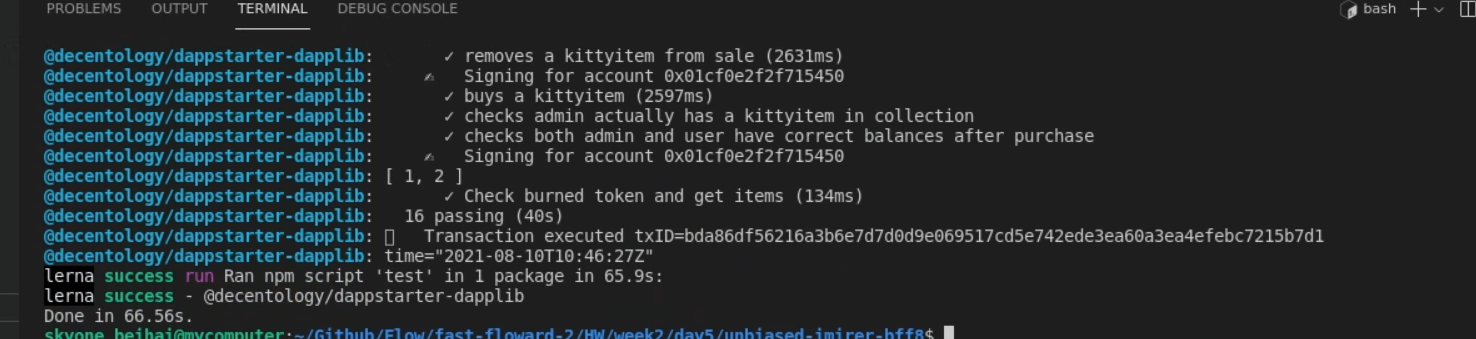 PROBLEMS OUTPUT TERMINAL DEBUG CONSOLE bash
@decentology/dappstarter-dapplib: ✓ removes a kittyitem from sale (2631ms)
@decentology/dappstarter-dapplib: ✍ Signing for account 0x01cf0e2f2f715450
@decentology/dappstarter-dapplib: ✓ buys a kittyitem (2597ms)
@decentology/dappstarter-dapplib: ✓ checks admin actually has a kittyitem in collection
@decentology/dappstarter-dapplib: ✓ checks both admin and user have correct balances after purchase
@decentology/dappstarter-dapplib: ✍ Signing for account 0x01cf0e2f2f715450
@decentology/dappstarter-dapplib: [ 1, 2 ]
@decentology/dappstarter-dapplib: ✓ Check burned token and get items (134ms)
@decentology/dappstarter-dapplib: 16 passing (40s)
@decentology/dappstarter-dapplib: Transaction executed txID=bda86df56216a3b6e7d7d0d9e069517cd5e742ede3ea60a3ea4efebc7215b7d1
@decentology/dappstarter-dapplib: time="2021-08-10T10:46:27Z"
lerna success run Ran npm script 'test' in 1 package in 65.9s:
lerna success - @decentology/dappstarter-dapplib
Done in 66.56s.
skyone_beihai@mycomputer:~/Github/Flow/fast-floward-2/HW/week2/day5/unbiased-imirer-bff8$